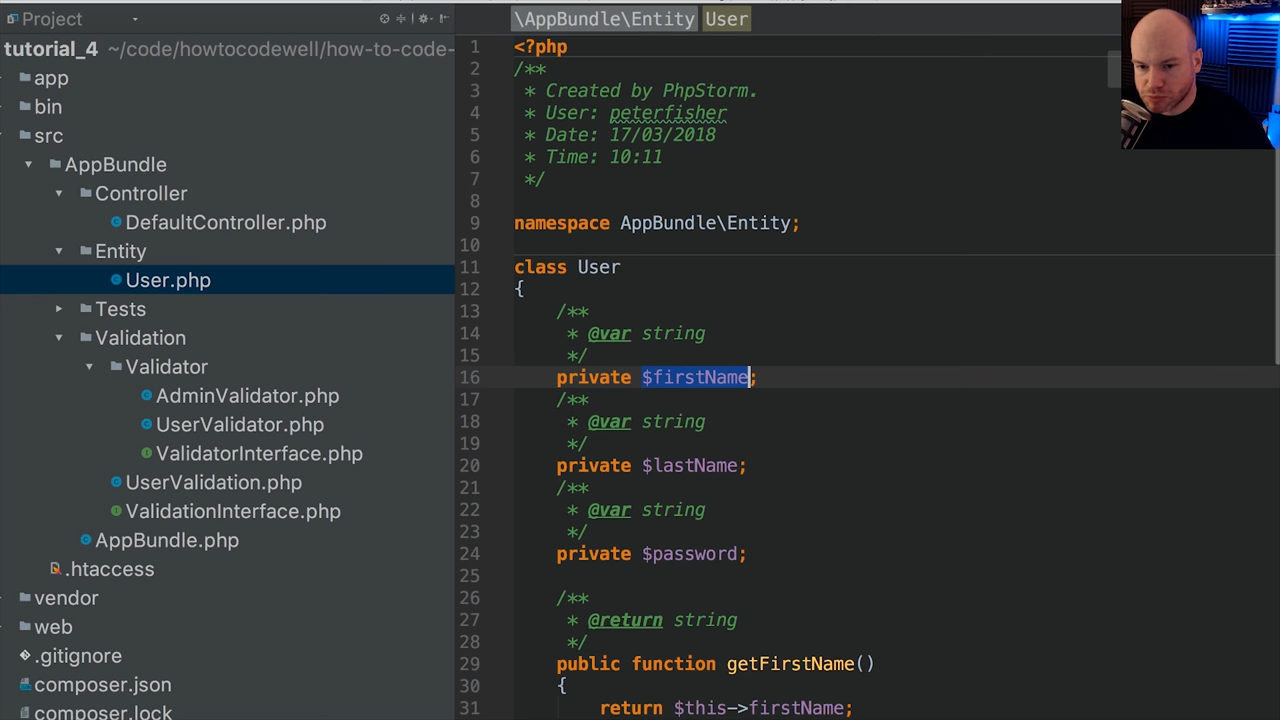 Project
tutorial_4 ~/code/howtocodewell/how-to-code-
app
bin
src
AppBundle
Controller
DefaultController.php
Entity
User.php
Tests
Validation
Validator
AdminValidator.php
UserValidator.php
ValidatorInterface.php
UserValidation.php
ValidationInterface.php
AppBundle.php
.htaccess
vendor
web
.gitignore
composer.json
composer.lock
\AppBundle\Entity User
1 <?php
2 /**
3 * Created by PhpStorm.
4 * User: peterfisher
5 * Date: 17/03/2018
6 * Time: 10:11
7 */
8
9 namespace AppBundle\Entity;
10
11 class User
12 {
13 /**
14 * @var string
15 */
16 private $firstName;
17 /**
18 * @var string
19 */
20 private $lastName;
21 /**
22 * @var string
23 */
24 private $password;
25
26 /**
27 * @return string
28 */
29 public function getFirstName()
30 {
31 return $this->firstName;